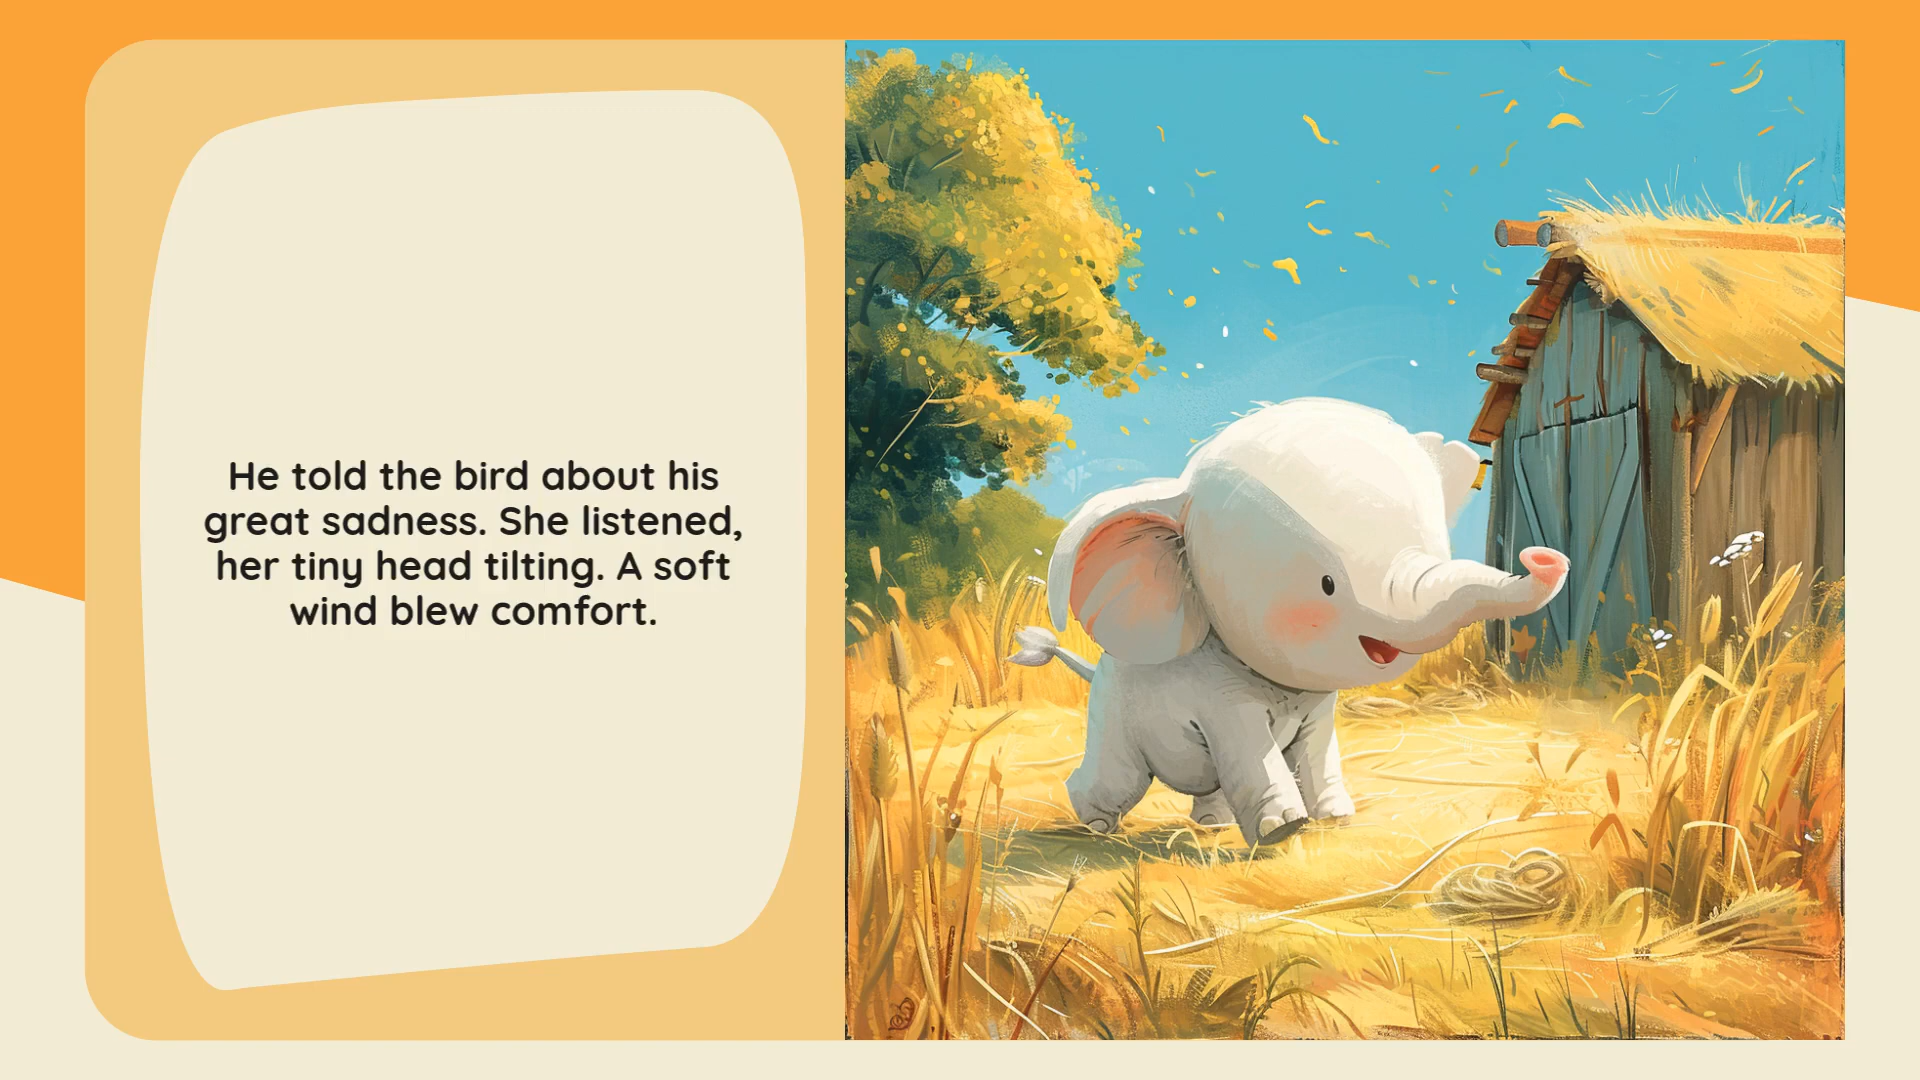 He told the bird about his
great sadness. She listened,
her tiny head tilting. A soft
wind blew comfort.